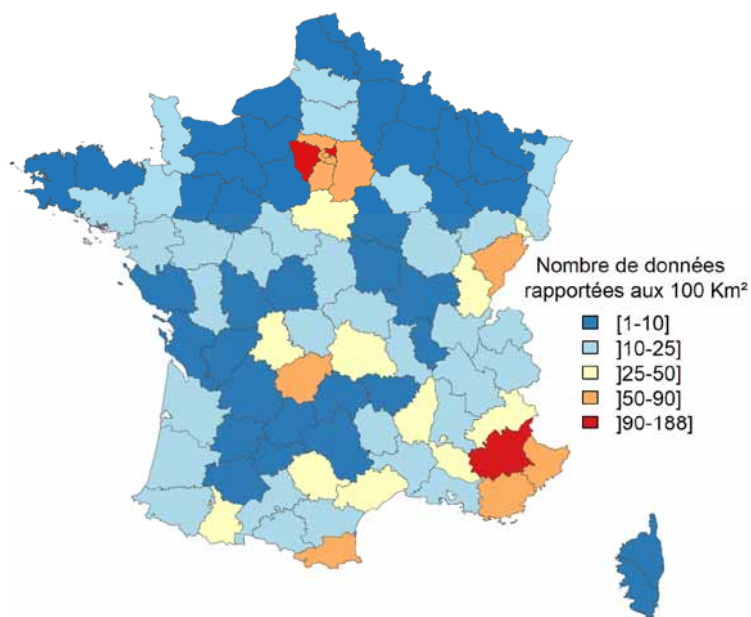 Nombre de données
rapportées aux 100 Km²
[1-10]
]10-25]
]25-50]
]50-90]
]90-188]